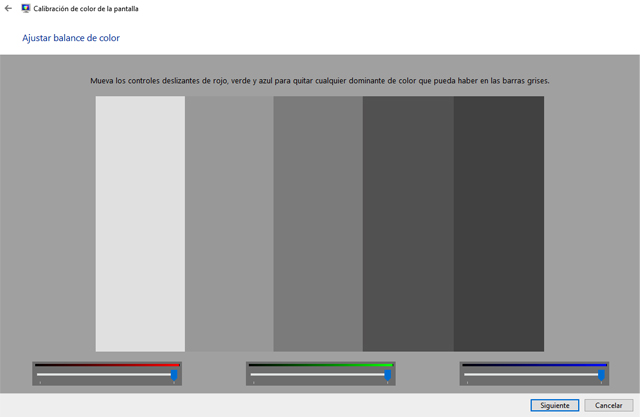 Calibración de color de la pantalla
Ajustar balance de color
Mueva los controles deslizantes de rojo, verde y azul para quitar cualquier dominante de color que pueda haber en las barras grises.
Siguiente
Cancelar